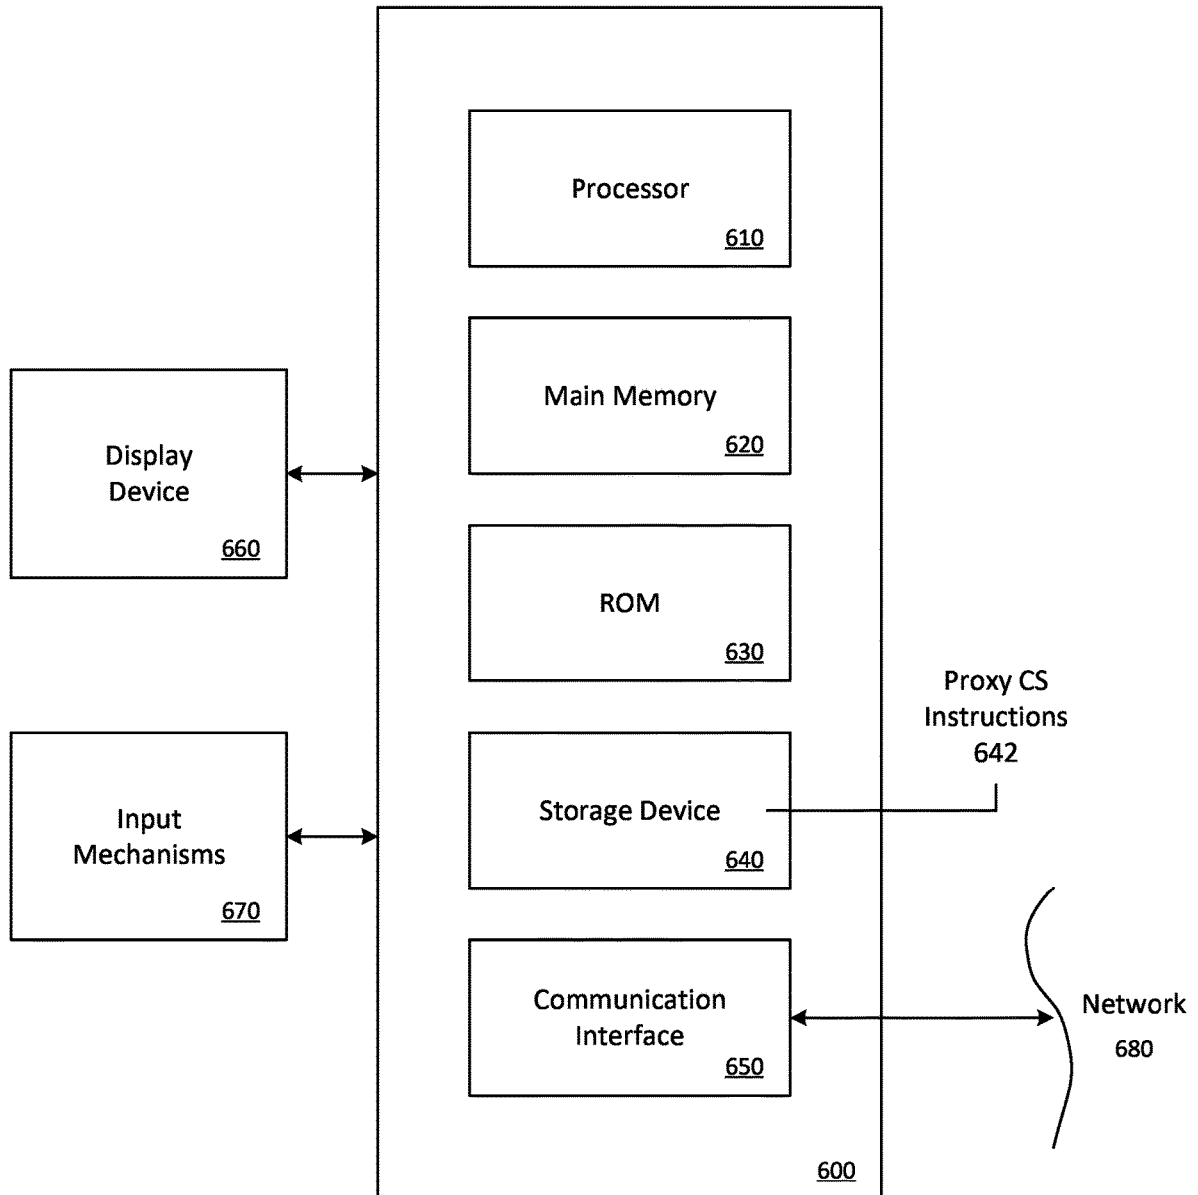 Processor
610
Main Memory
620
Display
Device
660
ROM
630
Proxy CS
Instructions
642
Input
Mechanisms
670
Storage Device
640
Communication
Interface
650
Network
680
600